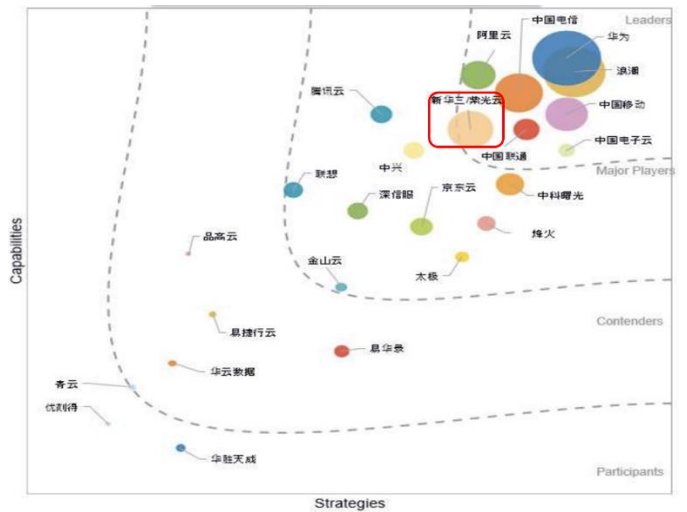 Leaders
中国电信
华为
阿里云
浪潮
腾讯云
新华三/紫光云
中国移动
中国联通
中国电子云
中兴
Major Players
联想
京东云
中科曙光
深信服
品高云
烽火
金山云
太极
Capabilities
Contenders
易捷行云
易华录
华云数据
青云
优刻得
华胜天成
Participants
Strategies